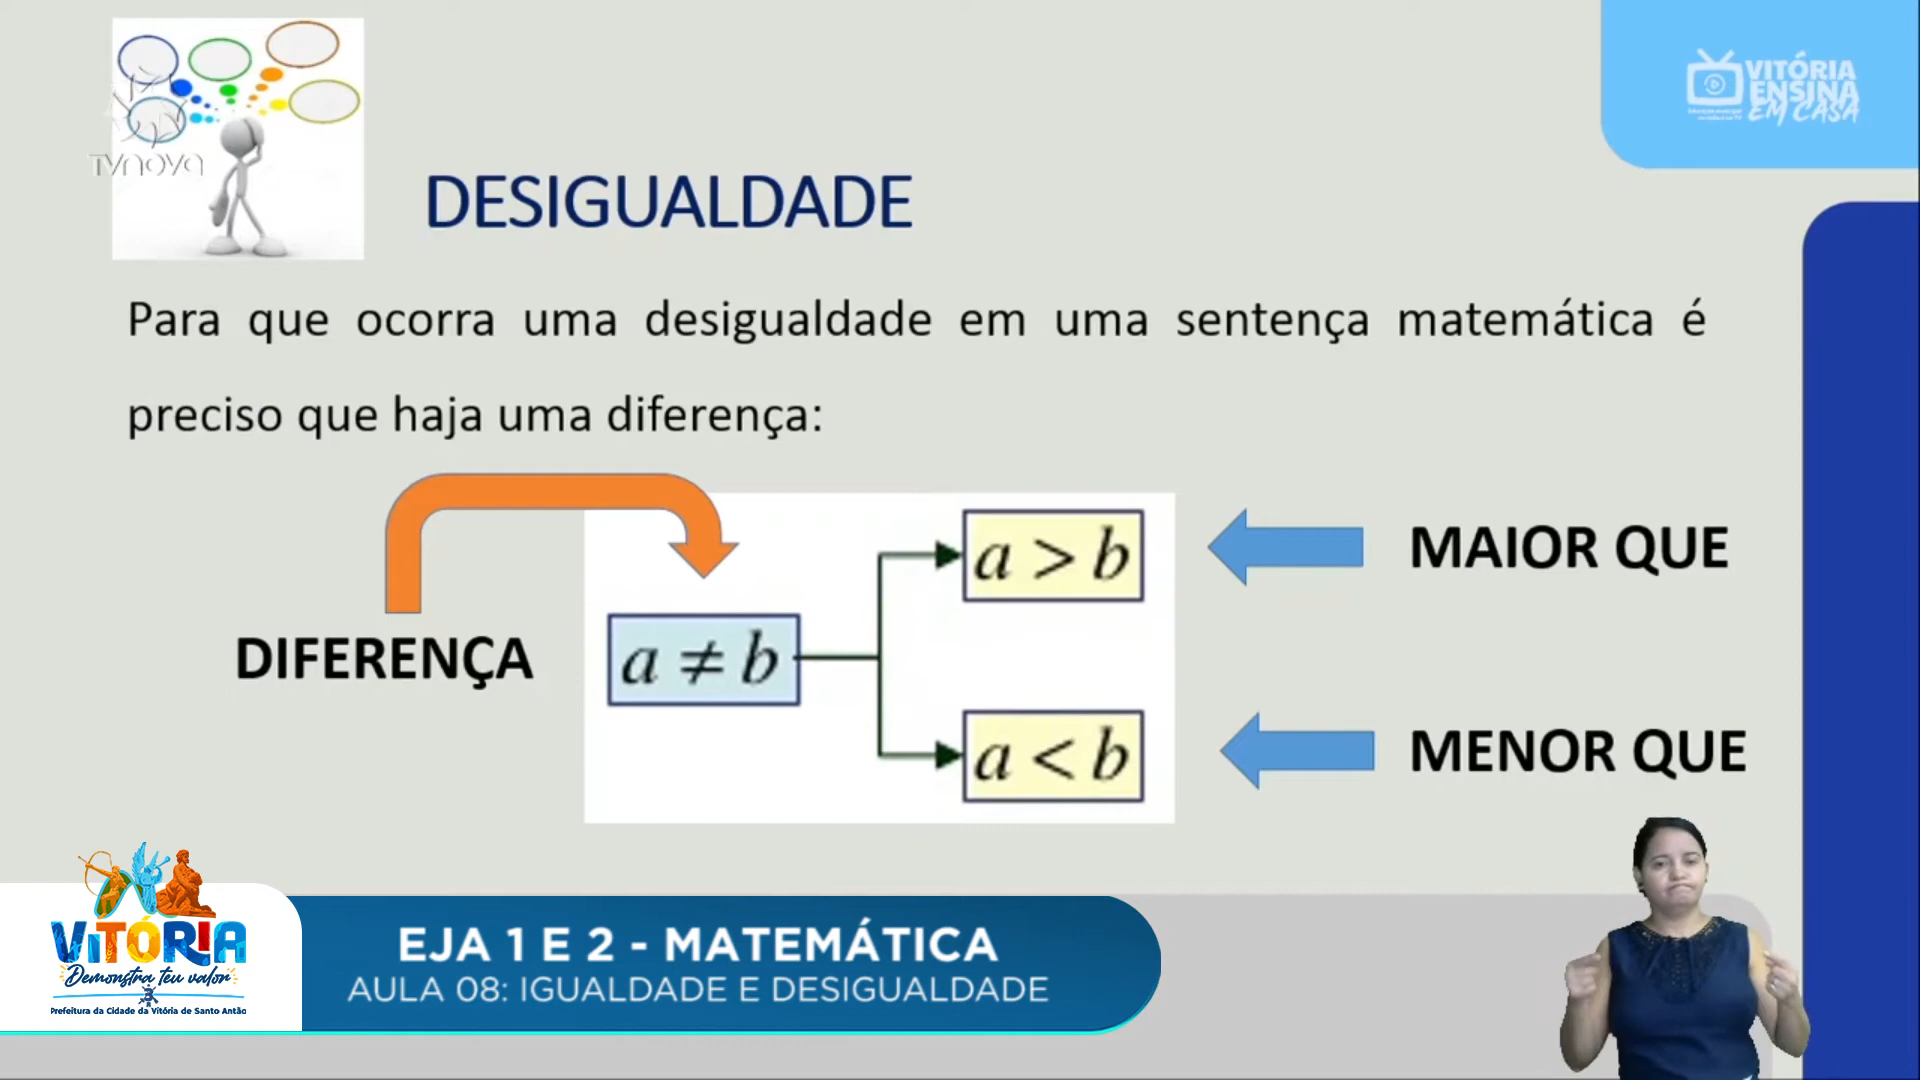 TVNOVA
VITÓRIA
ENSINA
EM CASA
DESIGUALDADE
Para que ocorra uma desigualdade em uma sentença matemática é
preciso que haja uma diferença:
a > b
MAIOR QUE
DIFERENÇA
a ≠ b
a < b
MENOR QUE
VITÓRIA
Demonstra teu valor
Prefeitura da Cidade da Vitória de Santo Antão
EJA 1 E 2 - MATEMÁTICA
AULA 08: IGUALDADE E DESIGUALDADE